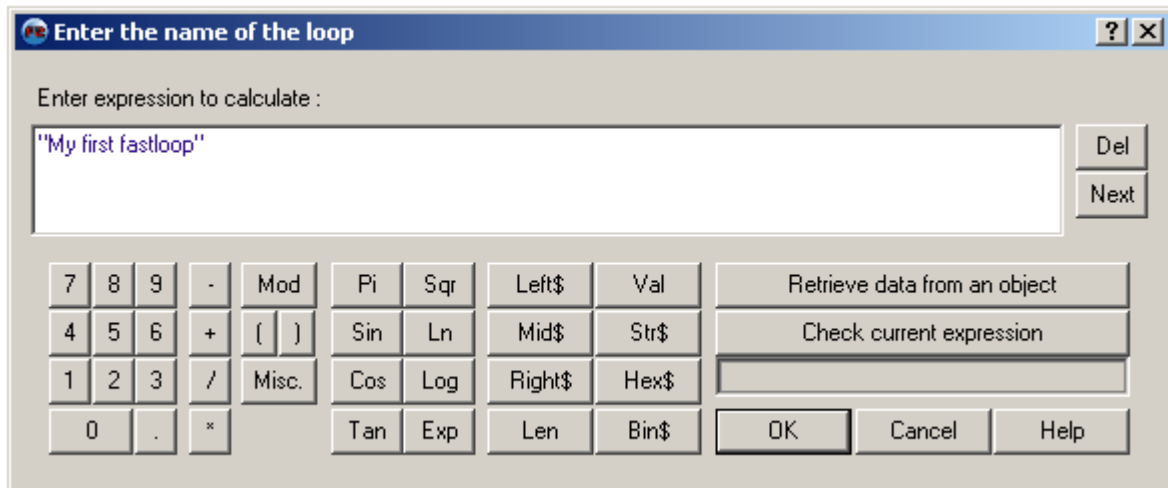 Enter the name of the loop
Enter expression to calculate :
"My first fastloop"
Del
Next
7 8 9 - Mod Pi Sqr Left$ Val Retrieve data from an object
4 5 6 + ( ) Sin Ln Mid$ Str$ Check current expression
1 2 3 / Misc. Cos Log Right$ Hex$
0 . * Tan Exp Len Bin$ OK Cancel Help